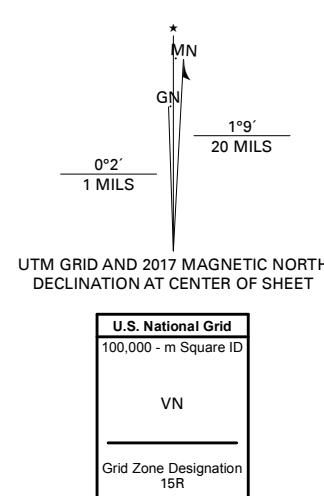 ★
MN
GN
1°9´
20 MILS
0°2´
1 MILS
UTM GRID AND 2017 MAGNETIC NORTH
DECLINATION AT CENTER OF SHEET
U.S. National Grid
100,000 - m Square ID
VN
Grid Zone Designation
15R